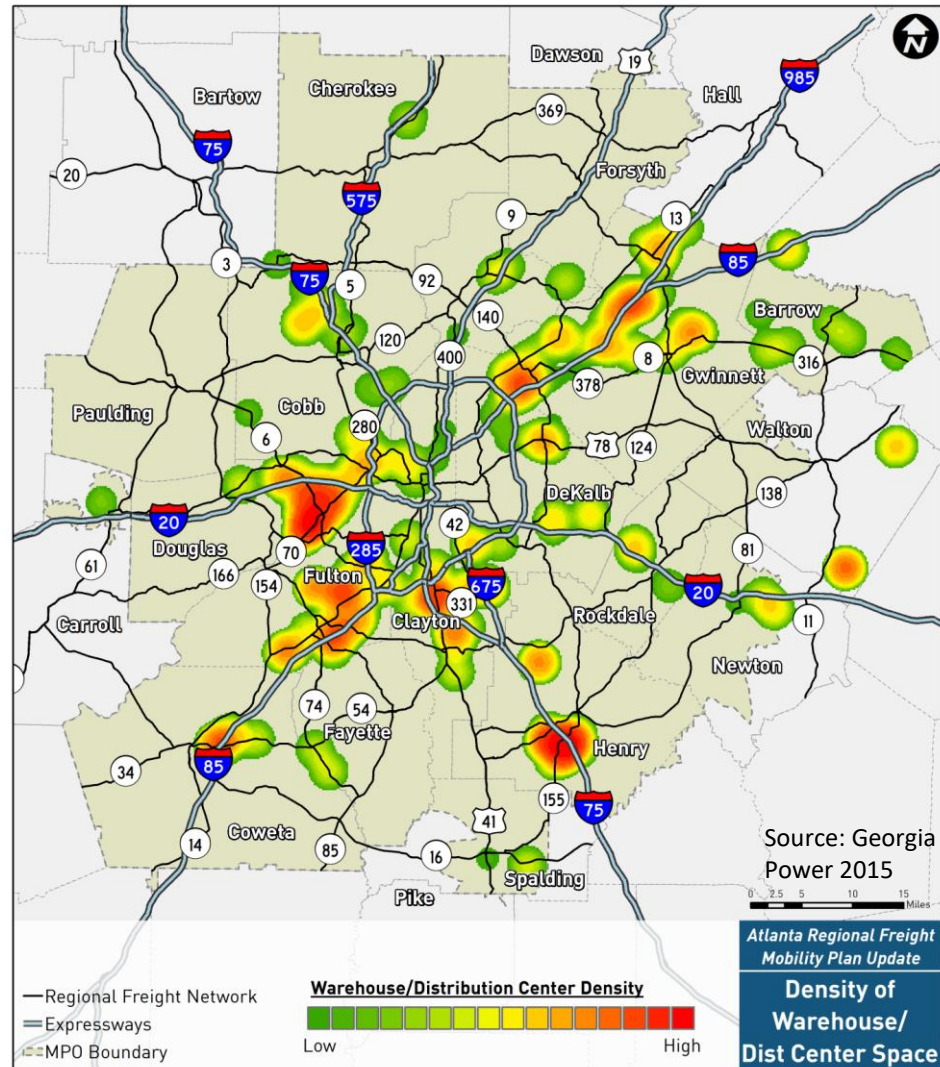 N
Dawson
19
985
Bartow
Cherokee
Hall
369
75
20
Forsyth
575
13
9
85
3
75
5
92
Barrow
140
120
400
8
316
378
Gwinnett
Paulding
Cobb
280
Walton
6
78
124
138
20
DeKalb
42
Douglas
285
81
61
70
Fulton
675
166
154
331
20
Rockdale
Clayton
11
Carroll
Newton
74
54
Fayette
Henry
85
34
155
75
41
Coweta
14
85
16
Spalding
Pike
Source: Georgia
Power 2015
0 2.5 5 10 15
Miles
Regional Freight Network
Expressways
MPO Boundary
Warehouse/Distribution Center Density
Low High
Atlanta Regional Freight
Mobility Plan Update
Density of
Warehouse/
Dist Center Space